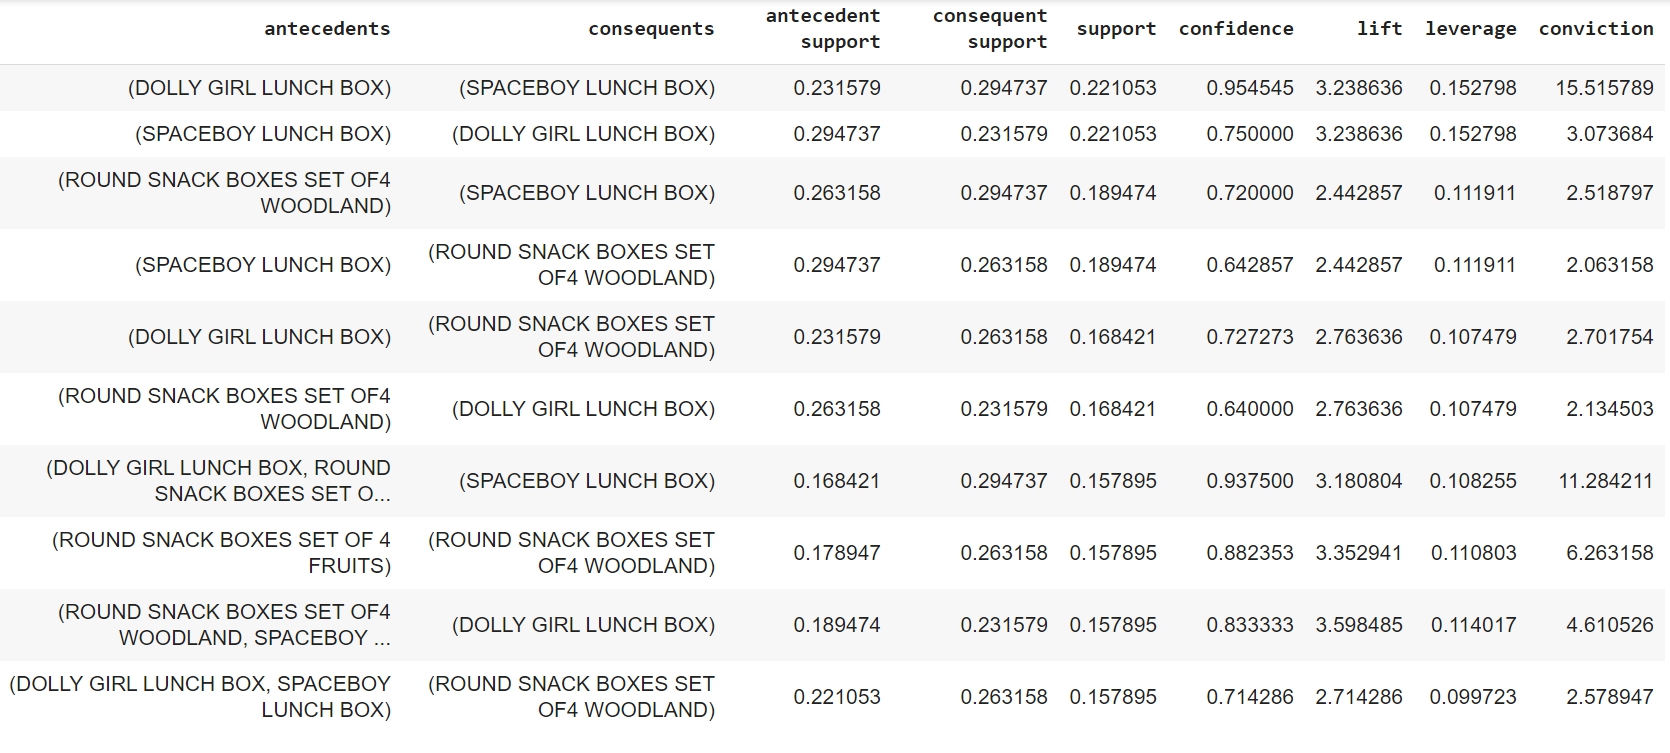 antecedents consequents antecedent support consequent support support confidence lift leverage conviction
(DOLLY GIRL LUNCH BOX) (SPACEBOY LUNCH BOX) 0.231579 0.294737 0.221053 0.954545 3.238636 0.152798 15.515789
(SPACEBOY LUNCH BOX) (DOLLY GIRL LUNCH BOX) 0.294737 0.231579 0.221053 0.750000 3.238636 0.152798 3.073684
(ROUND SNACK BOXES SET OF4 WOODLAND) (SPACEBOY LUNCH BOX) 0.263158 0.294737 0.189474 0.720000 2.442857 0.111911 2.518797
(SPACEBOY LUNCH BOX) (ROUND SNACK BOXES SET OF4 WOODLAND) 0.294737 0.263158 0.189474 0.642857 2.442857 0.111911 2.063158
(DOLLY GIRL LUNCH BOX) (ROUND SNACK BOXES SET OF4 WOODLAND) 0.231579 0.263158 0.168421 0.727273 2.763636 0.107479 2.701754
(ROUND SNACK BOXES SET OF4 WOODLAND) (DOLLY GIRL LUNCH BOX) 0.263158 0.231579 0.168421 0.640000 2.763636 0.107479 2.134503
(DOLLY GIRL LUNCH BOX, ROUND SNACK BOXES SET O... (SPACEBOY LUNCH BOX) 0.168421 0.294737 0.157895 0.937500 3.180804 0.108255 11.284211
(ROUND SNACK BOXES SET OF 4 FRUITS) (ROUND SNACK BOXES SET OF4 WOODLAND) 0.178947 0.263158 0.157895 0.882353 3.352941 0.110803 6.263158
(ROUND SNACK BOXES SET OF4 WOODLAND, SPACEBOY ... (DOLLY GIRL LUNCH BOX) 0.189474 0.231579 0.157895 0.833333 3.598485 0.114017 4.610526
(DOLLY GIRL LUNCH BOX, SPACEBOY LUNCH BOX) (ROUND SNACK BOXES SET OF4 WOODLAND) 0.221053 0.263158 0.157895 0.714286 2.714286 0.099723 2.578947